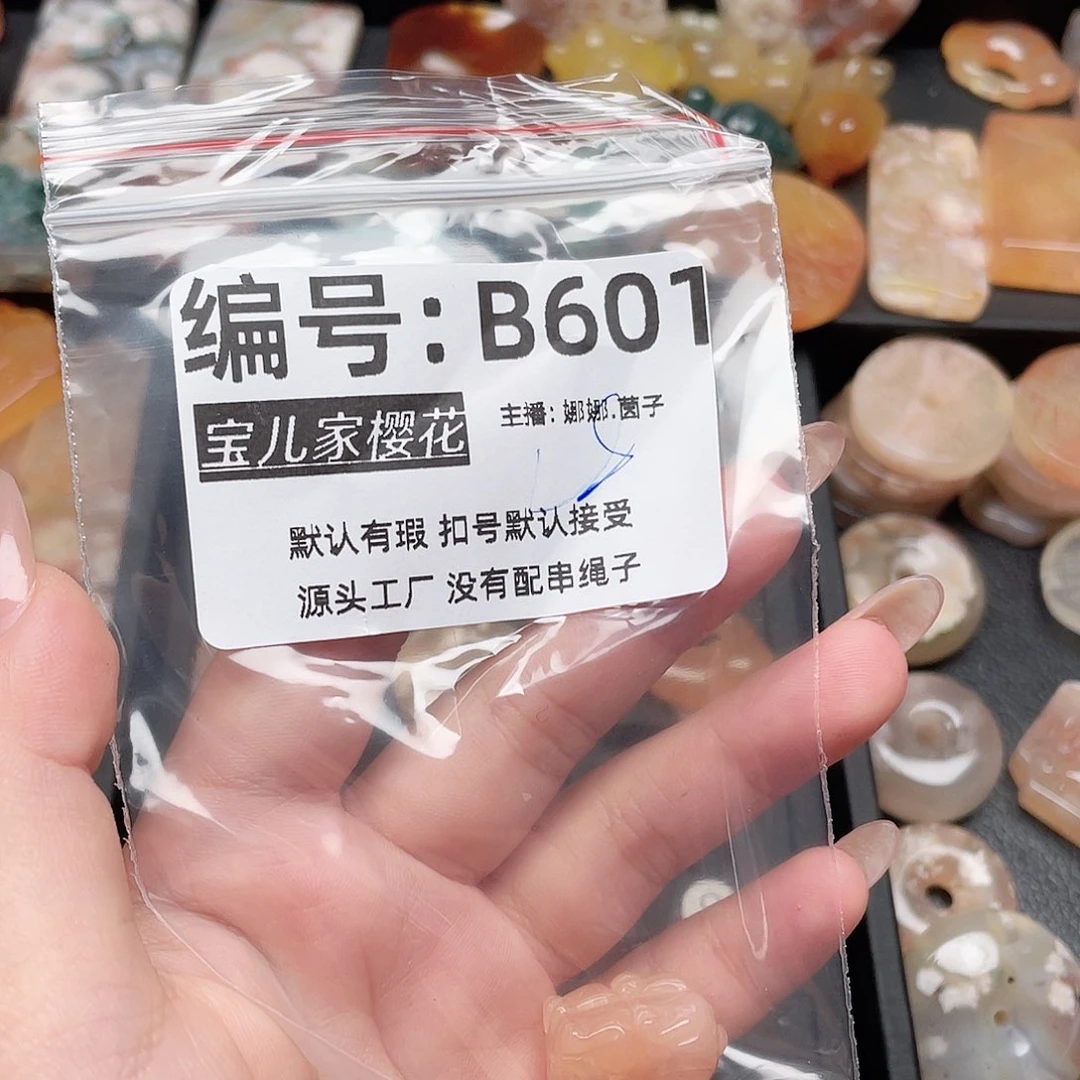 编号：B601
宝儿家樱花
主播：娜娜.茵子
默认有瑕 扣号默认接受
源头工厂 没有配串绳子